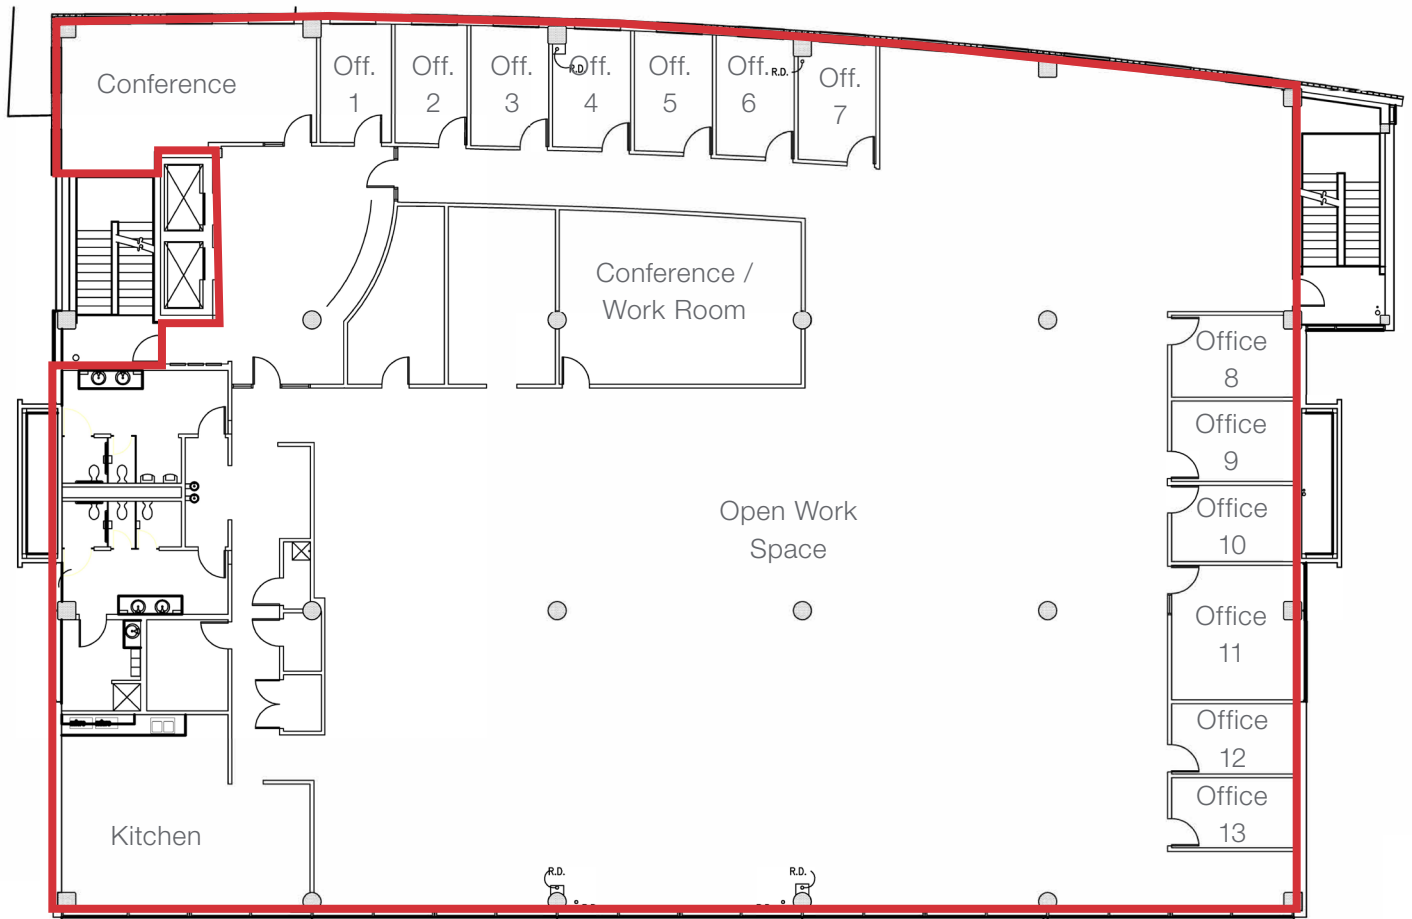 Conference
Off.
1
Off.
2
Off.
3
R.D.
Off.
4
Off.
5
Off.
6
R.D.
Off.
7
Conference /
Work Room
Office
8
Office
9
Office
10
Open Work
Space
Office
11
Office
12
Office
13
Kitchen
R.D.
R.D.